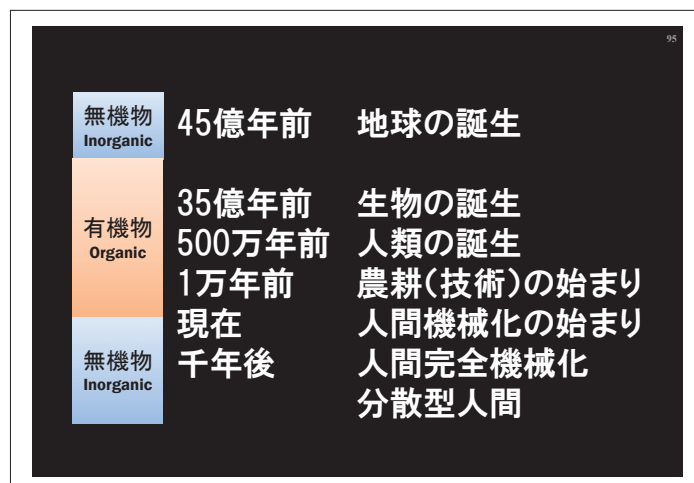 95
無機物
Inorganic
45億年前 地球の誕生
有機物
Organic
35億年前 生物の誕生
500万年前 人類の誕生
1万年前 農耕(技術)の始まり
現在 人間機械化の始まり
無機物
Inorganic
千年後 人間完全機械化
分散型人間